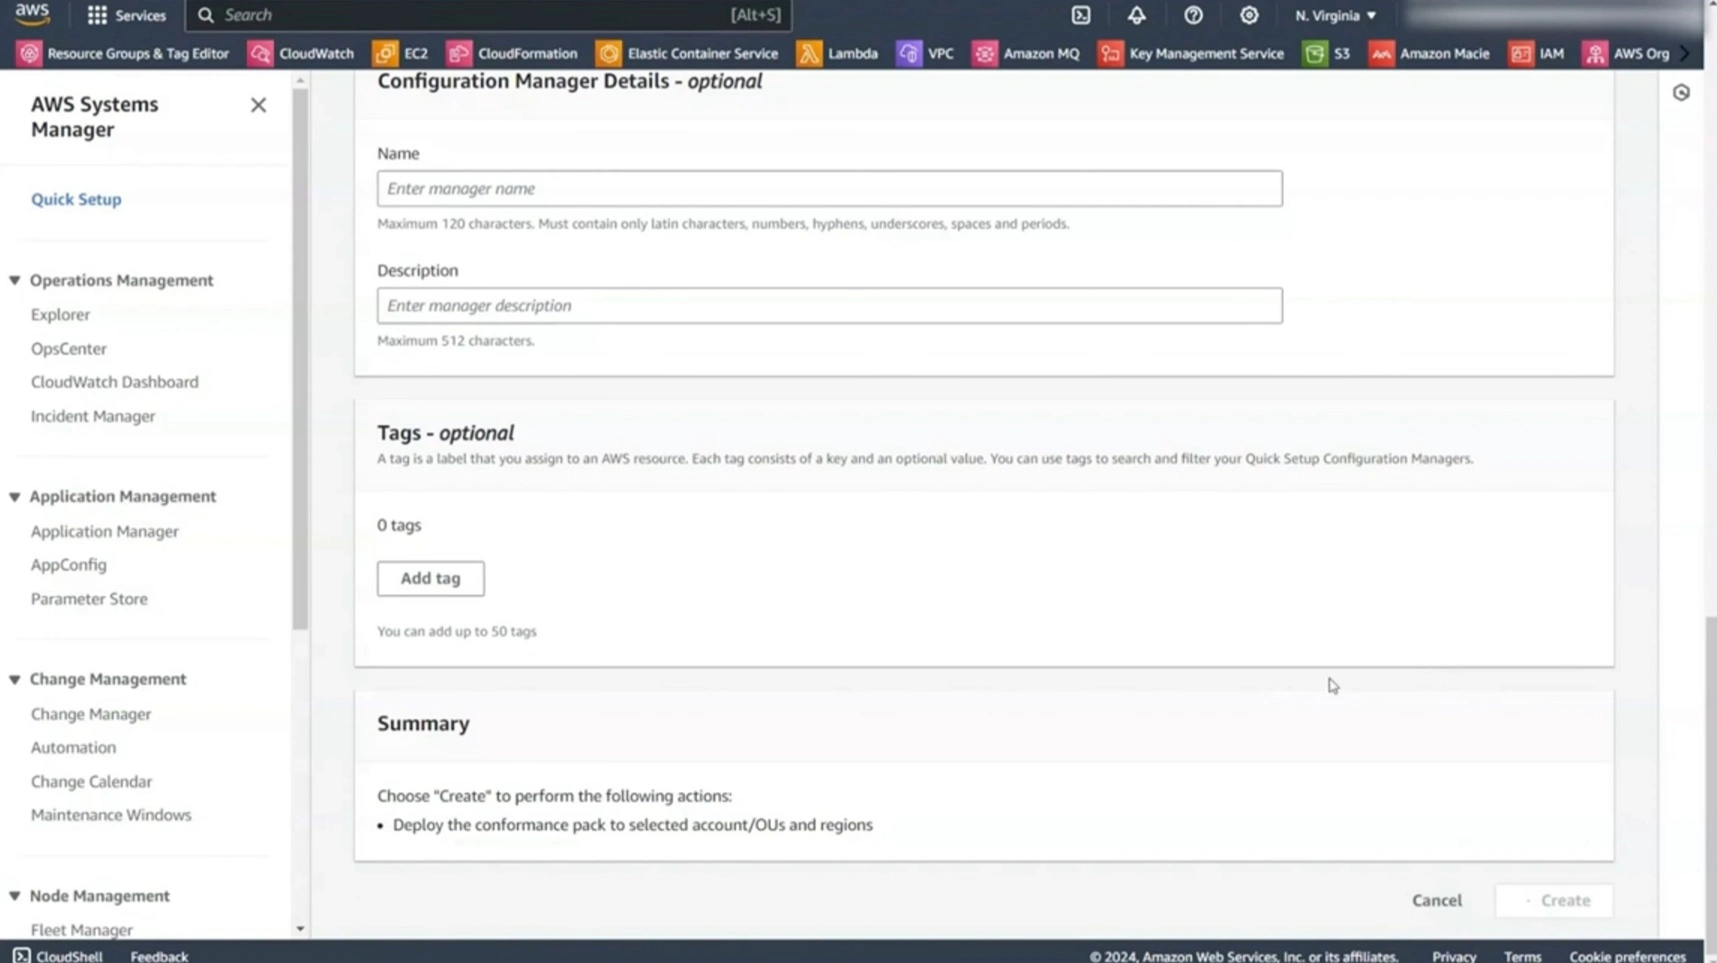 aws
Services
Search
[Alt+S]
N. Virginia
Resource Groups & Tag Editor
CloudWatch
EC2
CloudFormation
Elastic Container Service
Lambda
VPC
Amazon MQ
Key Management Service
S3
Amazon Macie
IAM
AWS Org
AWS Systems
Manager
Quick Setup
Operations Management
Explorer
OpsCenter
CloudWatch Dashboard
Incident Manager
Application Management
Application Manager
AppConfig
Parameter Store
Change Management
Change Manager
Automation
Change Calendar
Maintenance Windows
Node Management
Fleet Manager
Configuration Manager Details - optional
Name
Enter manager name
Maximum 120 characters. Must contain only latin characters, numbers, hyphens, underscores, spaces and periods.
Description
Enter manager description
Maximum 512 characters.
Tags - optional
A tag is a label that you assign to an AWS resource. Each tag consists of a key and an optional value. You can use tags to search and filter your Quick Setup Configuration Managers.
0 tags
Add tag
You can add up to 50 tags
Summary
Choose "Create" to perform the following actions:
• Deploy the conformance pack to selected account/OUs and regions
Cancel
Create
CloudShell
Feedback
© 2024, Amazon Web Services, Inc. or its affiliates.
Privacy
Terms
Cookie preferences